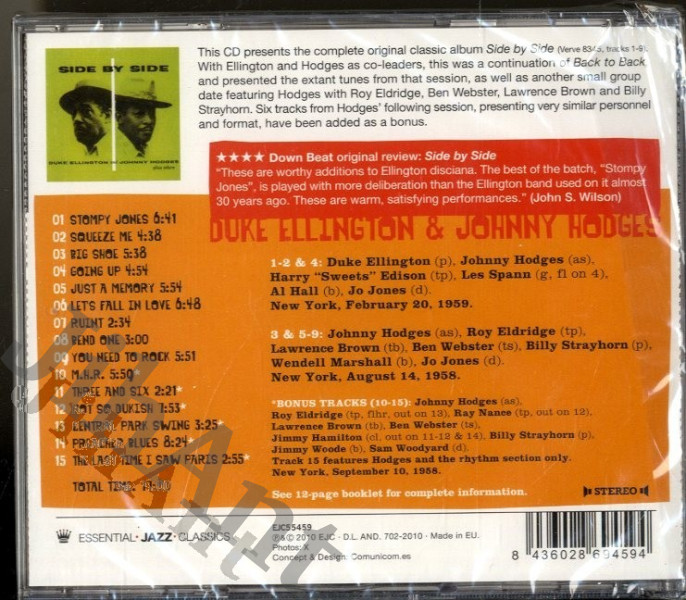 This CD presents the complete original classic album Side by Side (Verve 8345, tracks 1-9).
With Ellington and Hodges as co-leaders, this was a continuation of Back to Back,
and presented the extant tunes from that session, as well as another small group
date featuring Hodges with Roy Eldridge, Ben Webster, Lawrence Brown and Billy
Strayhorn. Six tracks from Hodges' following session, presenting very similar personnel
and format, have been added as a bonus.
SIDE BY SIDE
DUKE ELLINGTON JOHNNY HODGES
plus others
★★★★ Down Beat original review: Side by Side
"These are worthy additions to Ellington disciana. The best of the batch, "Stompy
Jones", is played with more deliberation than the Ellington band used on it almost
30 years ago. These are warm, satisfying performances." (John S. Wilson)
DUKE ELLINGTON & JOHNNY HODGES
01 STOMPY JONES 6:41
02 SQUEEZE ME 4:38
03 BIG SHOE 5:38
04 GOING UP 4:54
05 JUST A MEMORY 5:54
06 LET'S FALL IN LOVE 6:48
07 RUINT 2:34
08 BEND ONE 3:00
09 YOU NEED TO ROCK 5:51
10 M.H.R. 5:50*
11 THREE AND SIX 2:21*
12 NOT SO DUKISH 7:53*
13 CENTRAL PARK SWING 3:25*
14 PREACHER BLUES 8:24*
15 THE LAST TIME I SAW PARIS 2:55*
TOTAL TIME:
1-2 & 4: Duke Ellington (p), Johnny Hodges (as),
Harry "Sweets" Edison (tp), Les Spann (g, fl on 4),
Al Hall (b), Jo Jones (d).
New York, February 20, 1959.
3 & 5-9: Johnny Hodges (as), Roy Eldridge (tp),
Lawrence Brown (tb), Ben Webster (ts), Billy Strayhorn (p),
Wendell Marshall (b), Jo Jones (d).
New York, August 14, 1958.
*BONUS TRACKS (10-15): Johnny Hodges (as),
Roy Eldridge (tp, flhr, out on 13), Ray Nance (tp, out on 12),
Lawrence Brown (tb), Ben Webster (ts),
Jimmy Hamilton (cl, out on 11-12 & 14), Billy Strayhorn (p),
Jimmy Woode (b), Sam Woodyard (d).
Track 15 features Hodges and the rhythm section only.
New York, September 10, 1958.
See 12-page booklet for complete information.
STEREO
ESSENTIAL · JAZZ · CLASSICS
EJC55459
℗&© 2010 EJC · D.L. AND. 702-2010 · Made in EU.
Photos: X
Concept & Design: Comunicom.es
8 436028 694594